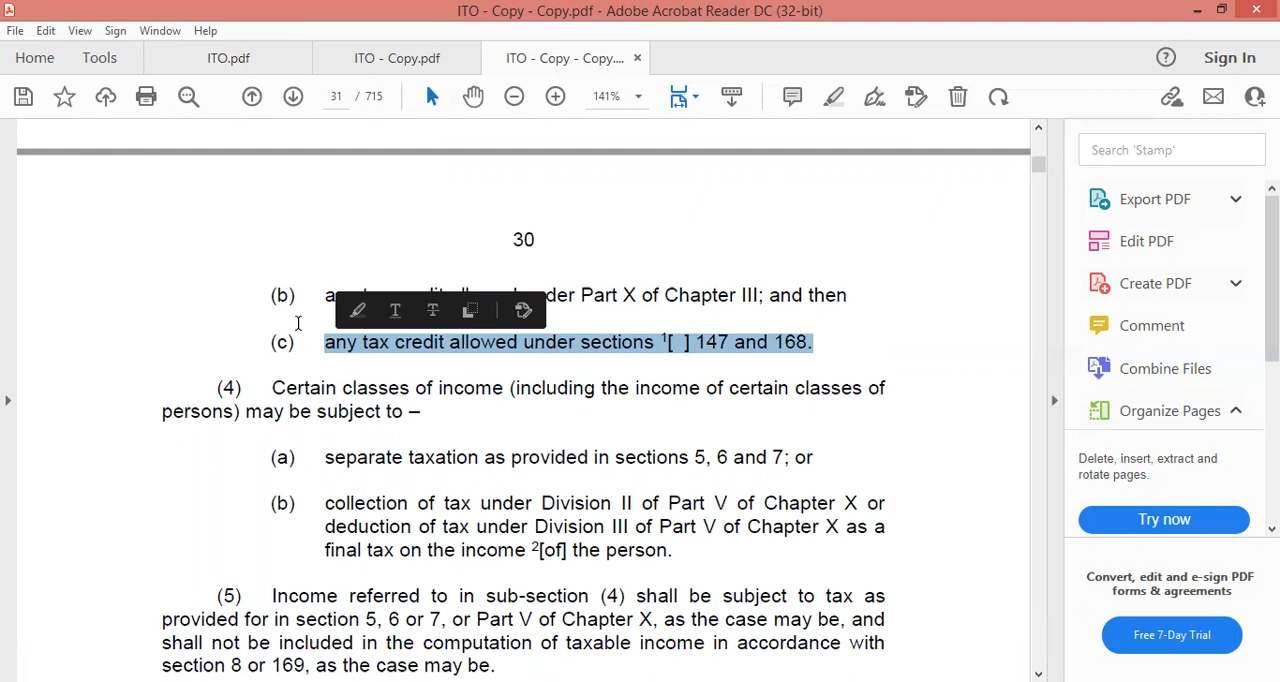 ITO - Copy - Copy.pdf - Adobe Acrobat Reader DC (32-bit)
File Edit View Sign Window Help
Home Tools ITO.pdf ITO - Copy.pdf ITO - Copy - Copy.... × Sign In
31 / 715 141%
Search 'Stamp'
Export PDF
Edit PDF
Create PDF
Comment
Combine Files
Organize Pages
Delete, insert, extract and
rotate pages.
Try now
Convert, edit and e-sign PDF
forms & agreements
Free 7-Day Trial
30
(b) under Part X of Chapter III; and then
(c) any tax credit allowed under sections ¹[ ] 147 and 168.
(4) Certain classes of income (including the income of certain classes of
persons) may be subject to –
(a) separate taxation as provided in sections 5, 6 and 7; or
(b) collection of tax under Division II of Part V of Chapter X or
deduction of tax under Division III of Part V of Chapter X as a
final tax on the income ²[of] the person.
(5) Income referred to in sub-section (4) shall be subject to tax as
provided for in section 5, 6 or 7, or Part V of Chapter X, as the case may be, and
shall not be included in the computation of taxable income in accordance with
section 8 or 169, as the case may be.